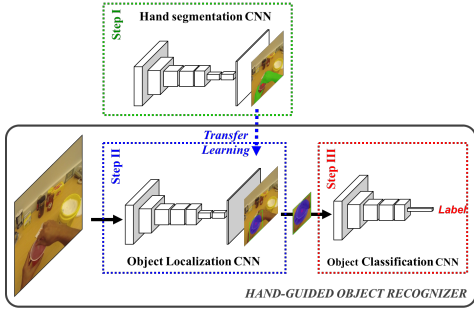 Hand segmentation CNN
Step I
Transfer
Learning
Step II
Step III
Label
Object Localization CNN
Object Classification CNN
HAND-GUIDED OBJECT RECOGNIZER